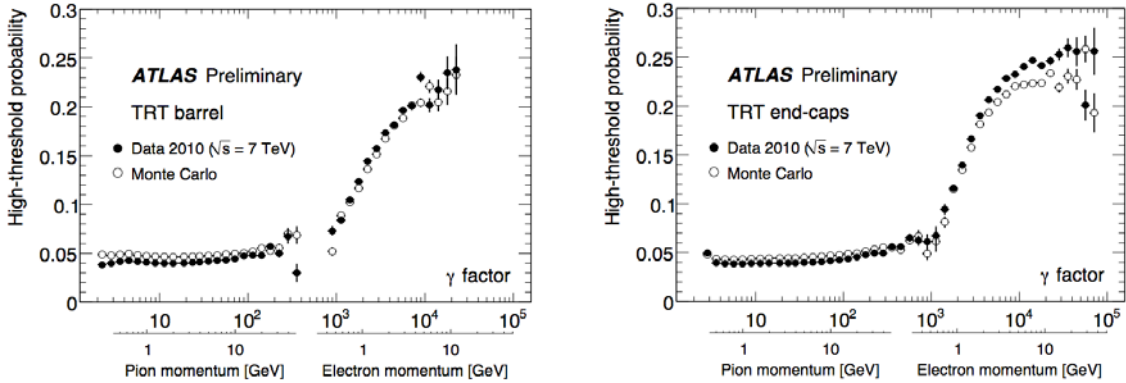 High-threshold probability
0.3
0.25
0.2
0.15
0.1
0.05
0
ATLAS Preliminary
TRT barrel
Data 2010 (√s = 7 TeV)
Monte Carlo
γ factor
10 10² 10³ 10⁴ 10⁵
1 10 1 10
Pion momentum [GeV] Electron momentum [GeV]
High-threshold probability
0.3
0.25
0.2
0.15
0.1
0.05
0
ATLAS Preliminary
TRT end-caps
Data 2010 (√s = 7 TeV)
Monte Carlo
γ factor
10 10² 10³ 10⁴ 10⁵
1 10 1 10
Pion momentum [GeV] Electron momentum [GeV]